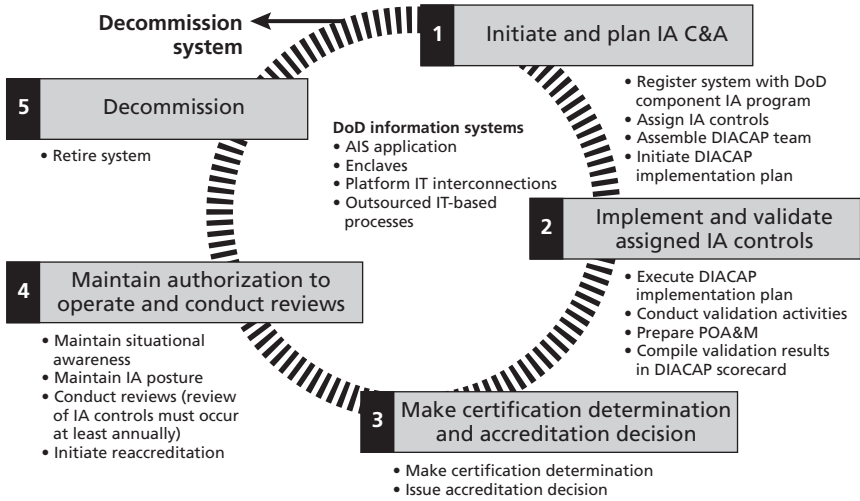 Decommission
system
1
Initiate and plan IA C&A
• Register system with DoD
component IA program
• Assign IA controls
• Assemble DIACAP team
• Initiate DIACAP
implementation plan
2
Implement and validate
assigned IA controls
• Execute DIACAP
implementation plan
• Conduct validation activities
• Prepare POA&M
• Compile validation results
in DIACAP scorecard
3
Make certification determination
and accreditation decision
• Make certification determination
• Issue accreditation decision
4
Maintain authorization to
operate and conduct reviews
• Maintain situational
awareness
• Maintain IA posture
• Conduct reviews (review
of IA controls must occur
at least annually)
• Initiate reaccreditation
5
Decommission
• Retire system
DoD information systems
• AIS application
• Enclaves
• Platform IT interconnections
• Outsourced IT-based
processes